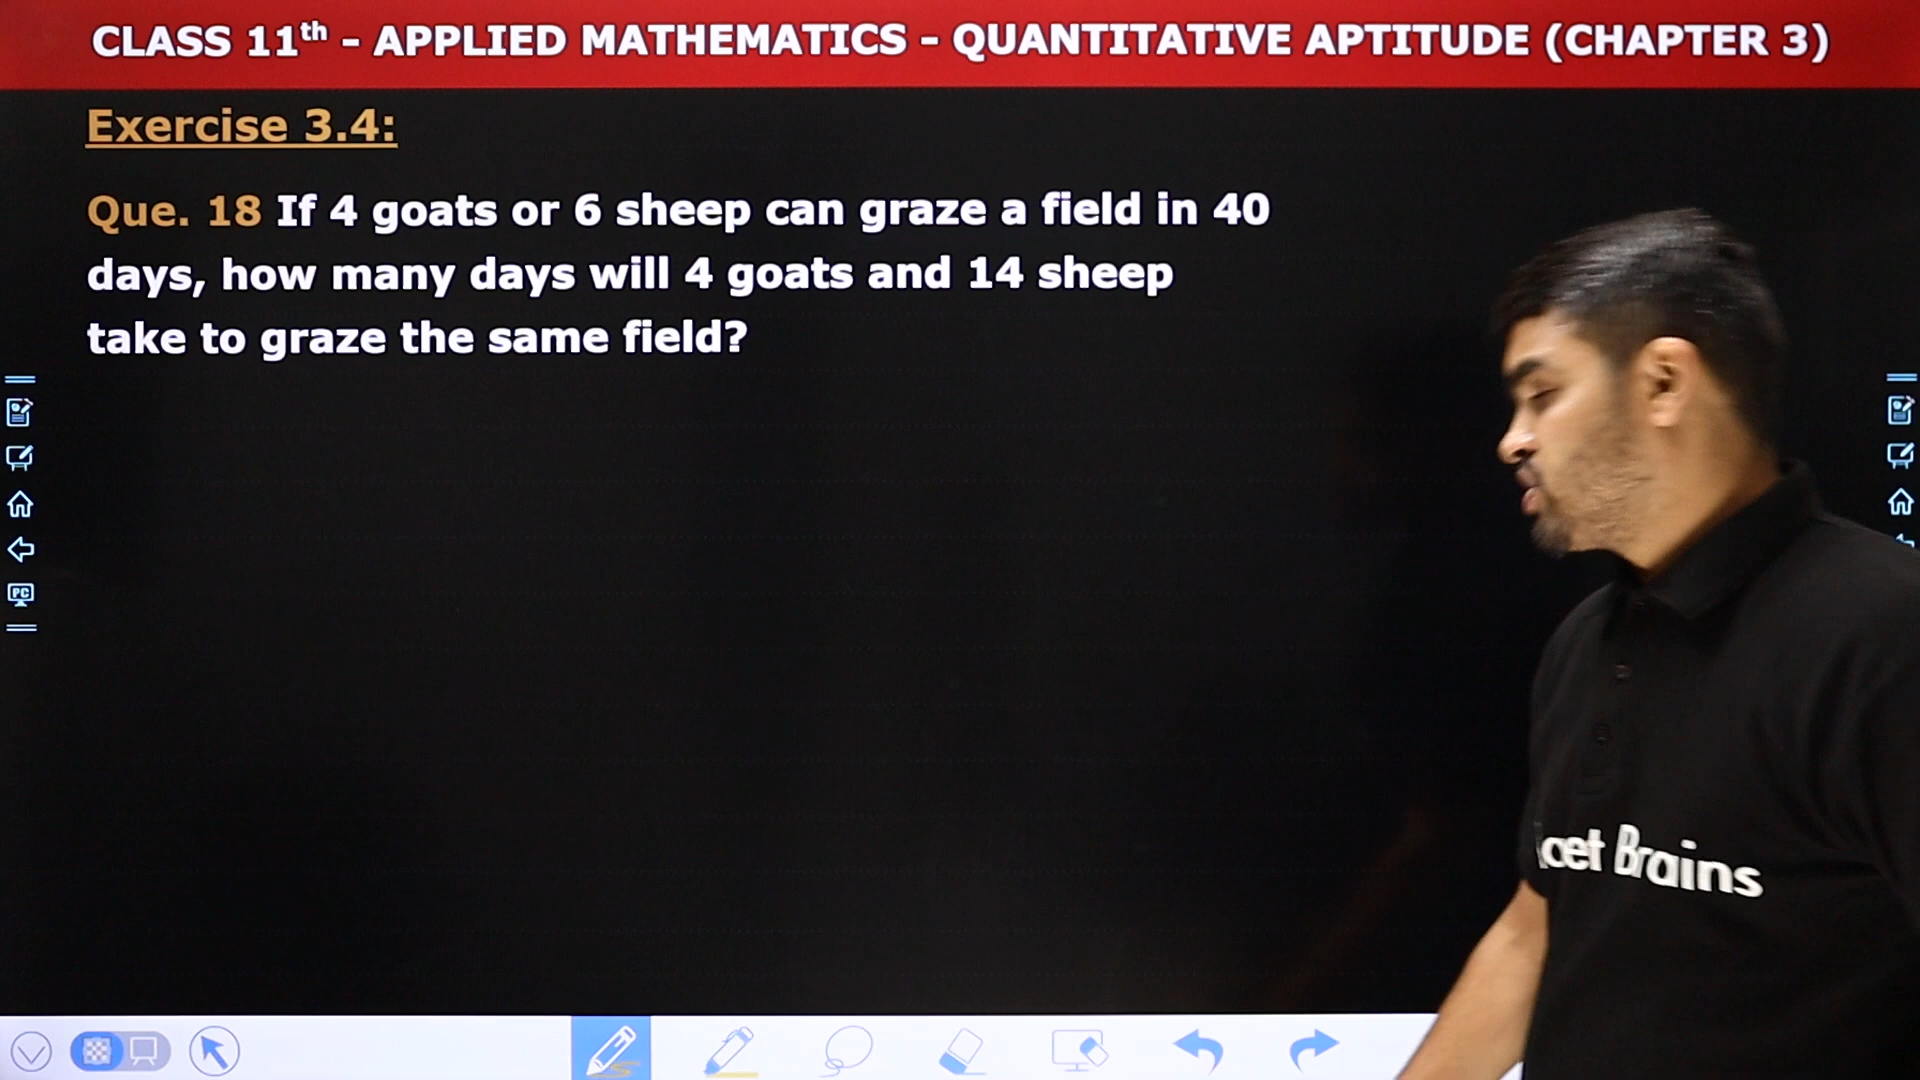 CLASS 11th - APPLIED MATHEMATICS - QUANTITATIVE APTITUDE (CHAPTER 3)
Exercise 3.4:
Que. 18 If 4 goats or 6 sheep can graze a field in 40
days, how many days will 4 goats and 14 sheep
take to graze the same field?
PC
Brains